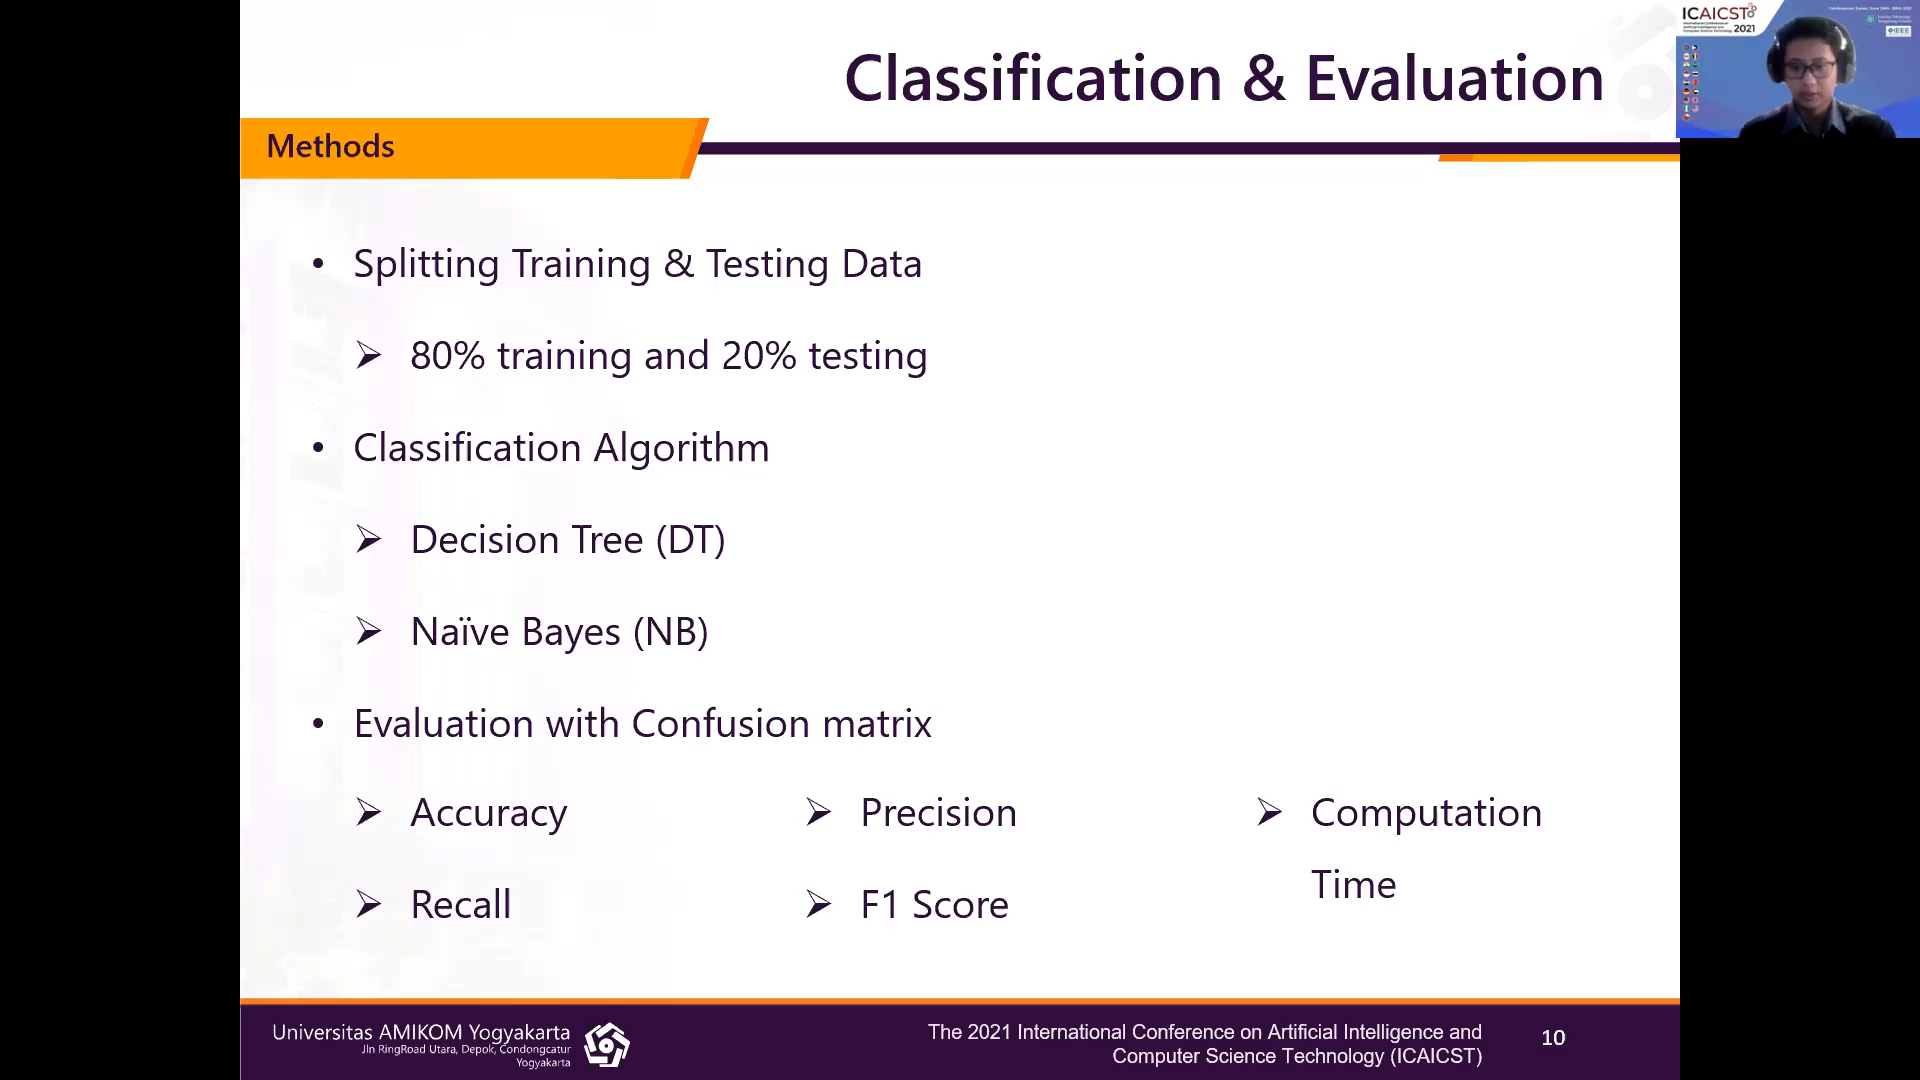 Classification & Evaluation
Methods
• Splitting Training & Testing Data
➢ 80% training and 20% testing
• Classification Algorithm
➢ Decision Tree (DT)
➢ Naïve Bayes (NB)
• Evaluation with Confusion matrix
➢ Accuracy
➢ Recall
➢ Precision
➢ F1 Score
➢ Computation
Time
Universitas AMIKOM Yogyakarta
Jln RingRoad Utara, Depok, Condongcatur
Yogyakarta
The 2021 International Conference on Artificial Intelligence and
Computer Science Technology (ICAICST)
10
ICAICST
2021
IEEE